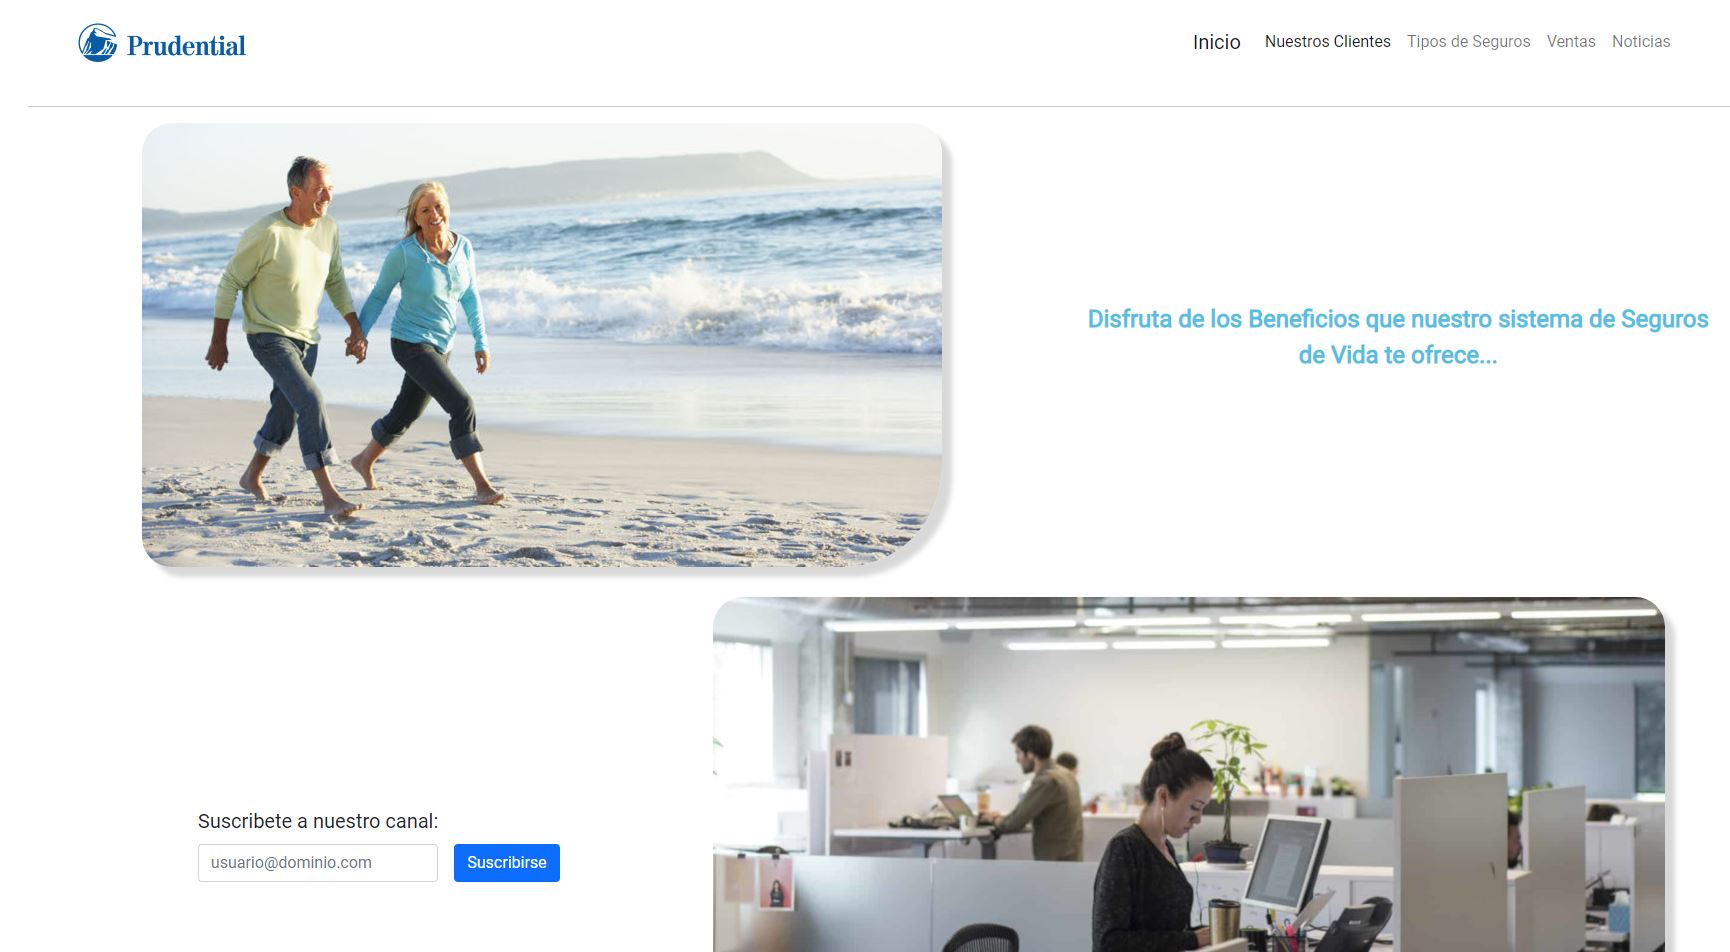 Prudential
Inicio Nuestros Clientes Tipos de Seguros Ventas Noticias
Disfruta de los Beneficios que nuestro sistema de Seguros
de Vida te ofrece...
Suscribete a nuestro canal:
usuario@dominio.com Suscribirse